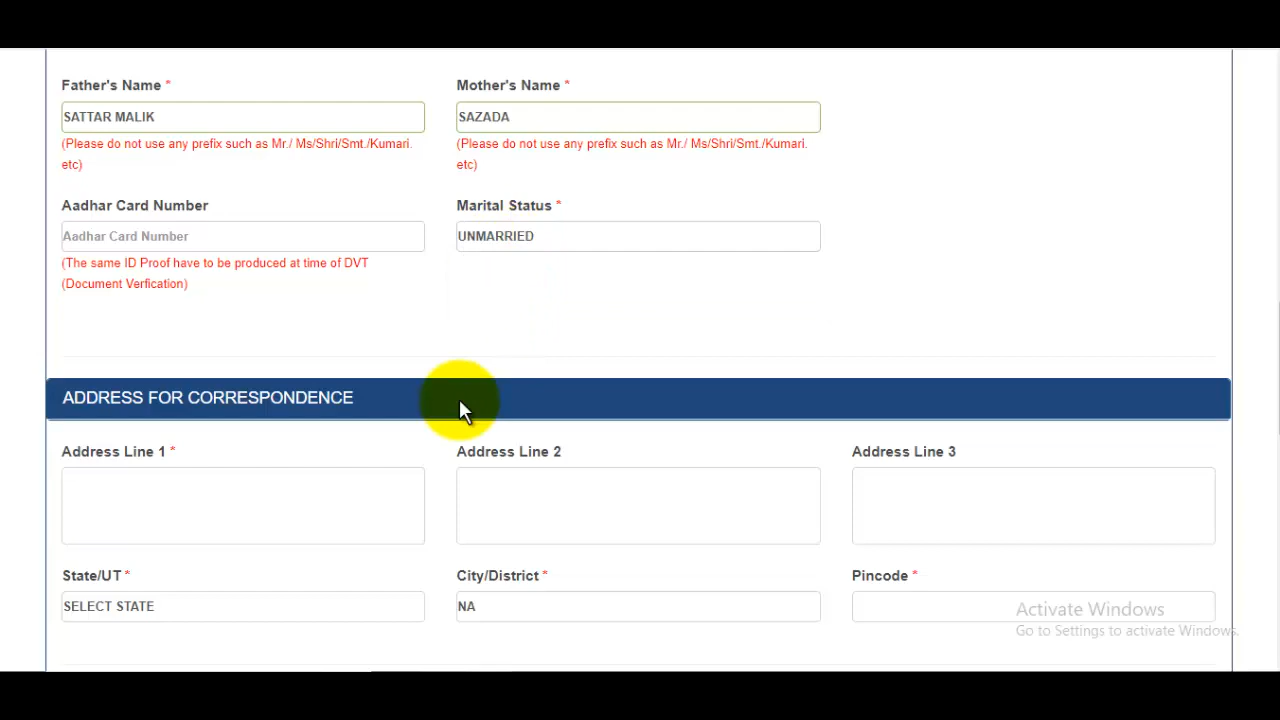 Father's Name *
Mother's Name *
SATTAR MALIK
SAZADA
(Please do not use any prefix such as Mr./ Ms/Shri/Smt./Kumari.
etc)
(Please do not use any prefix such as Mr./ Ms/Shri/Smt./Kumari.
etc)
Aadhar Card Number
Marital Status *
Aadhar Card Number
UNMARRIED
(The same ID Proof have to be produced at time of DVT
(Document Verfication)
ADDRESS FOR CORRESPONDENCE
Address Line 1 *
Address Line 2
Address Line 3
State/UT *
City/District *
Pincode *
SELECT STATE
NA
Activate Windows
Go to Settings to activate Windows.